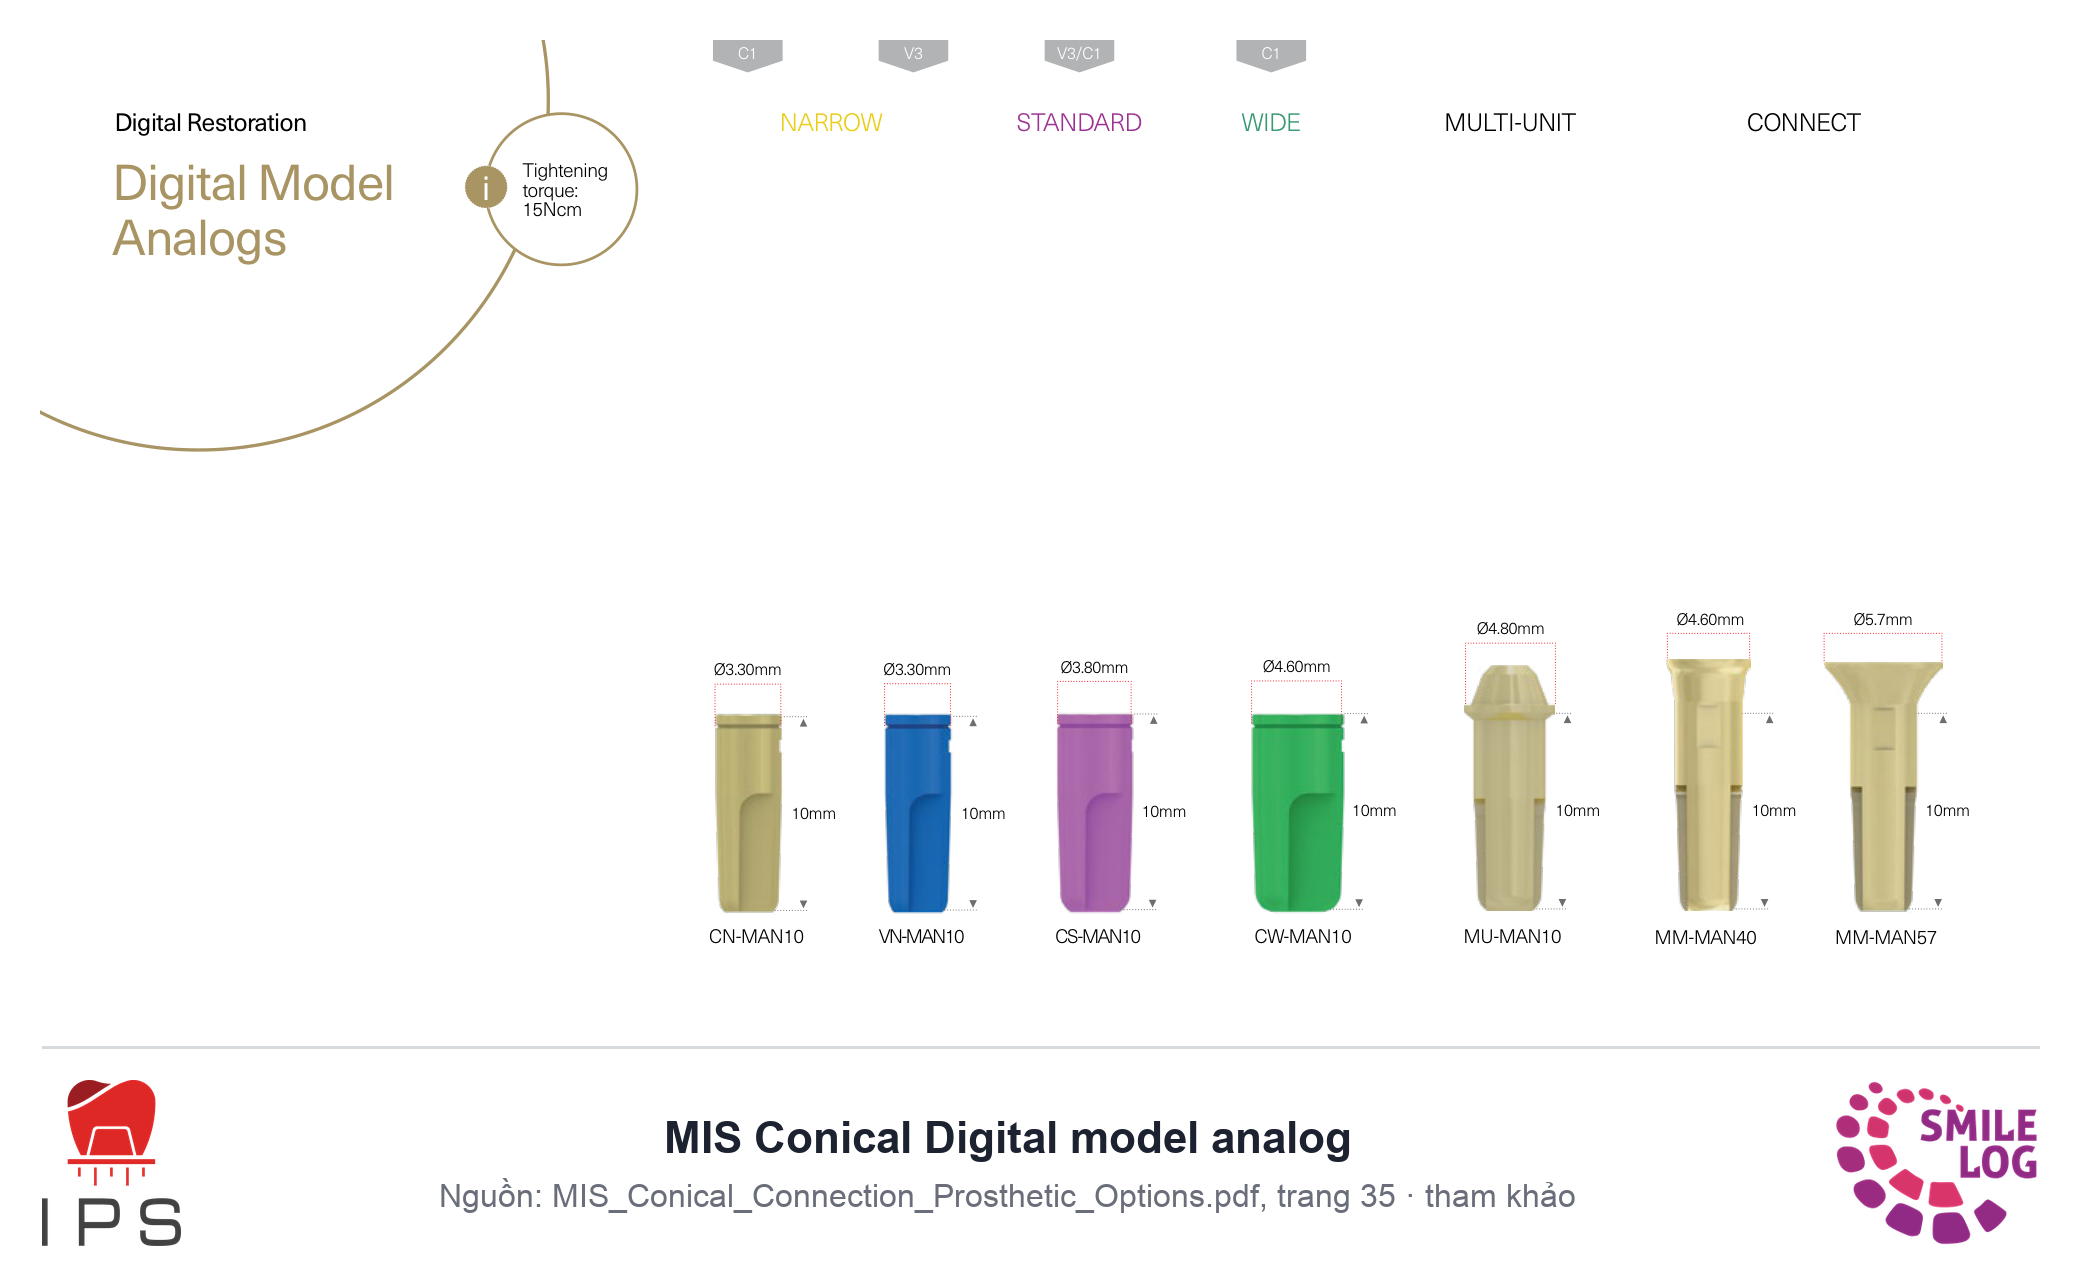 C1
V3
V3/C1
C1
Digital Restoration
NARROW
STANDARD
WIDE
MULTI-UNIT
CONNECT
Digital Model
Analogs
i
Tightening
torque:
15Ncm
Ø3.30mm
Ø3.30mm
Ø3.80mm
Ø4.60mm
Ø4.80mm
Ø4.60mm
Ø5.7mm
10mm
10mm
10mm
10mm
10mm
10mm
10mm
CN-MAN10
VN-MAN10
CS-MAN10
CW-MAN10
MU-MAN10
MM-MAN40
MM-MAN57
IPS
MIS Conical Digital model analog
Nguồn: MIS_Conical_Connection_Prosthetic_Options.pdf, trang 35 · tham khảo
SMILE
LOG